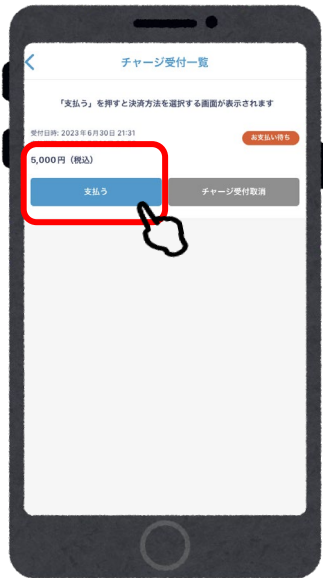 チャージ受付一覧
「支払う」を押すと決済方法を選択する画面が表示されます
受付日時: 2023年6月30日 21:31
お支払い待ち
5,000円（税込）
支払う
チャージ受付取消